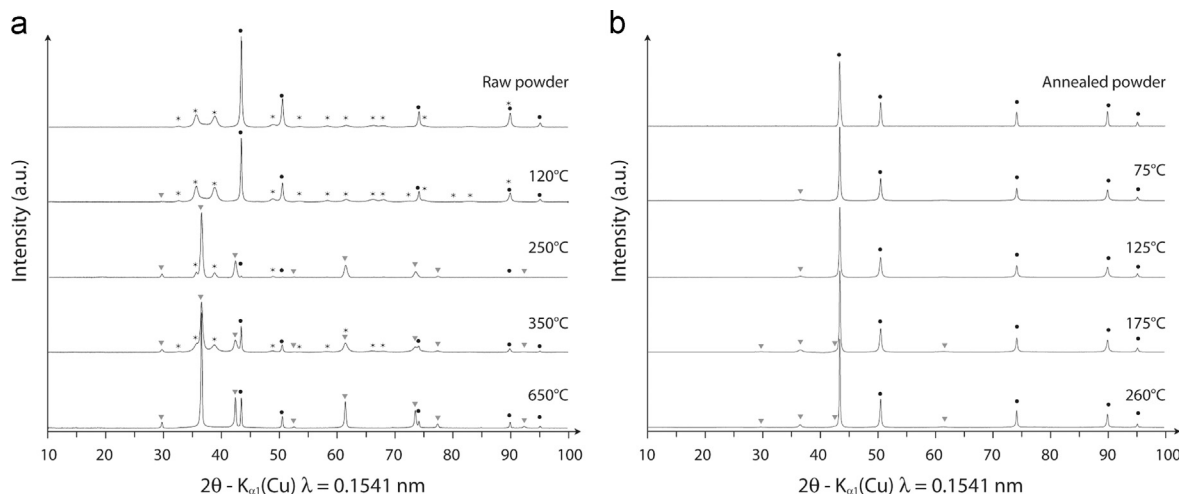 a
Intensity (a.u.)
Raw powder
120°C
250°C
350°C
650°C
10 20 30 40 50 60 70 80 90 100
2θ - Kα1(Cu) λ = 0.1541 nm
b
Intensity (a.u.)
Annealed powder
75°C
125°C
175°C
260°C
10 20 30 40 50 60 70 80 90 100
2θ - Kα1(Cu) λ = 0.1541 nm